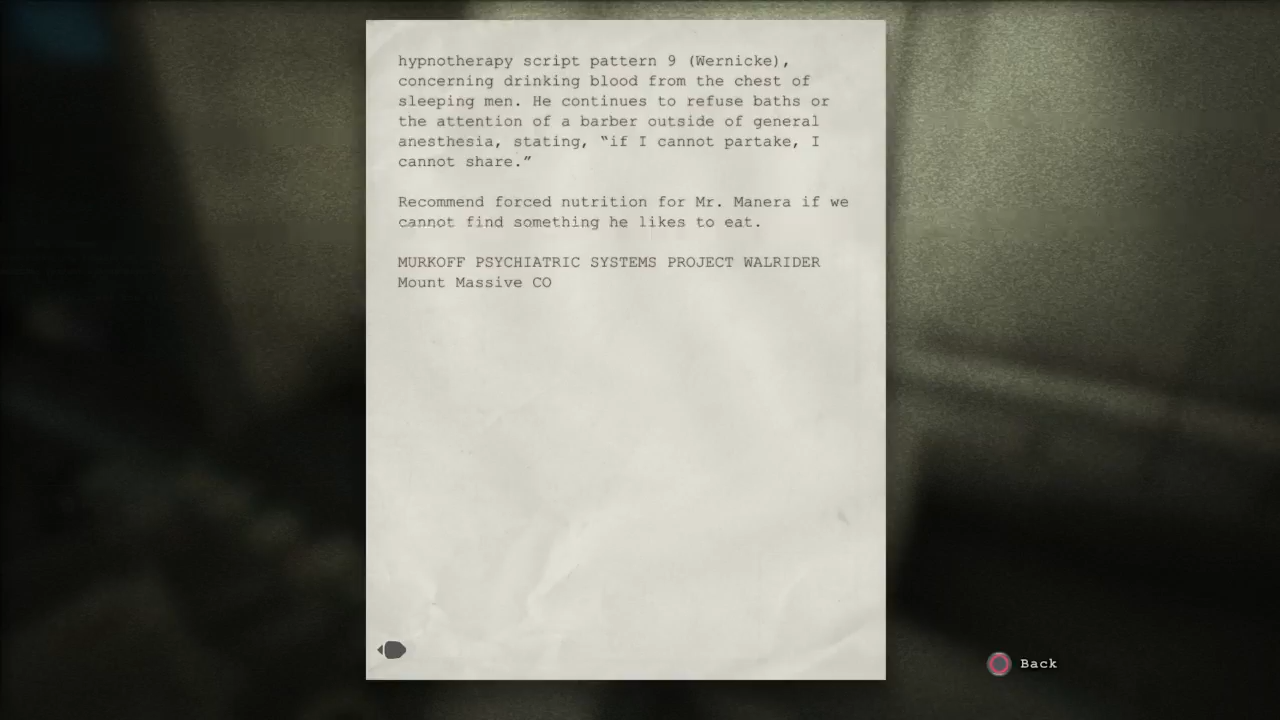 hypnotherapy script pattern 9 (Wernicke),
concerning drinking blood from the chest of
sleeping men. He continues to refuse baths or
the attention of a barber outside of general
anesthesia, stating, “if I cannot partake, I
cannot share.”
Recommend forced nutrition for Mr. Manera if we
cannot find something he likes to eat.
MURKOFF PSYCHIATRIC SYSTEMS PROJECT WALRIDER
Mount Massive CO
Back